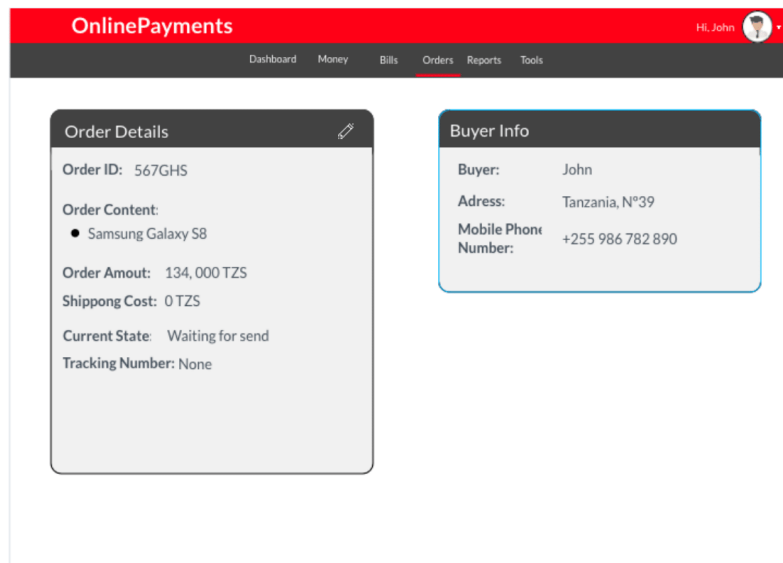 OnlinePayments
Hi, John
Dashboard Money Bills Orders Reports Tools
Order Details
Order ID: 567GHS
Order Content:
Samsung Galaxy S8
Order Amout: 134, 000 TZS
Shippong Cost: 0 TZS
Current State: Waiting for send
Tracking Number: None
Buyer Info
Buyer: John
Adress: Tanzania, Nº39
Mobile Phone
Number: +255 986 782 890